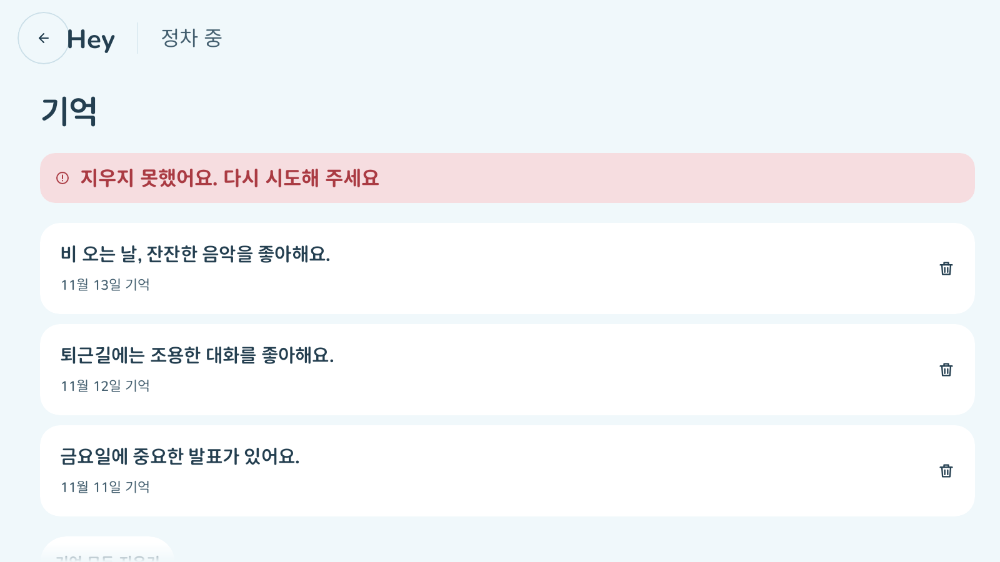 Hey
정차 중
기억
지우지 못했어요. 다시 시도해 주세요
비 오는 날, 잔잔한 음악을 좋아해요.
11월 13일 기억
퇴근길에는 조용한 대화를 좋아해요.
11월 12일 기억
금요일에 중요한 발표가 있어요.
11월 11일 기억